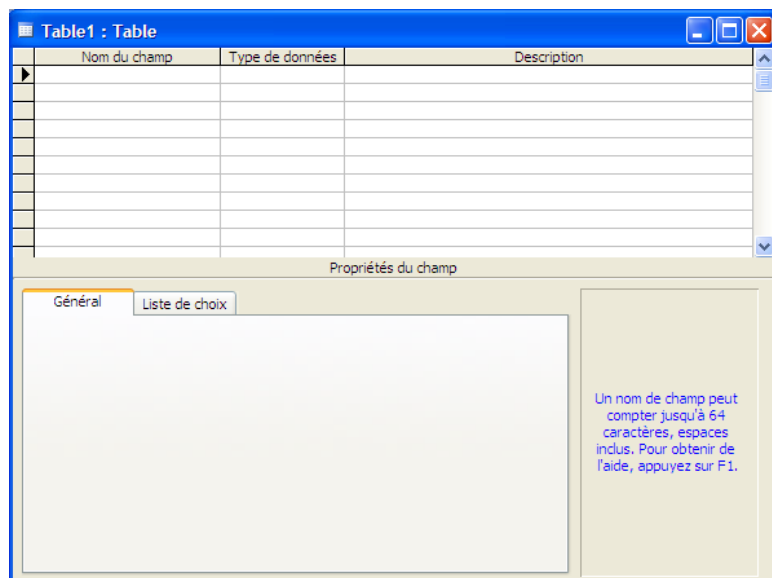 Table1 : Table
Nom du champ Type de données Description
Propriétés du champ
Général Liste de choix
Un nom de champ peut
compter jusqu'à 64
caractères, espaces
inclus. Pour obtenir de
l'aide, appuyez sur F1.